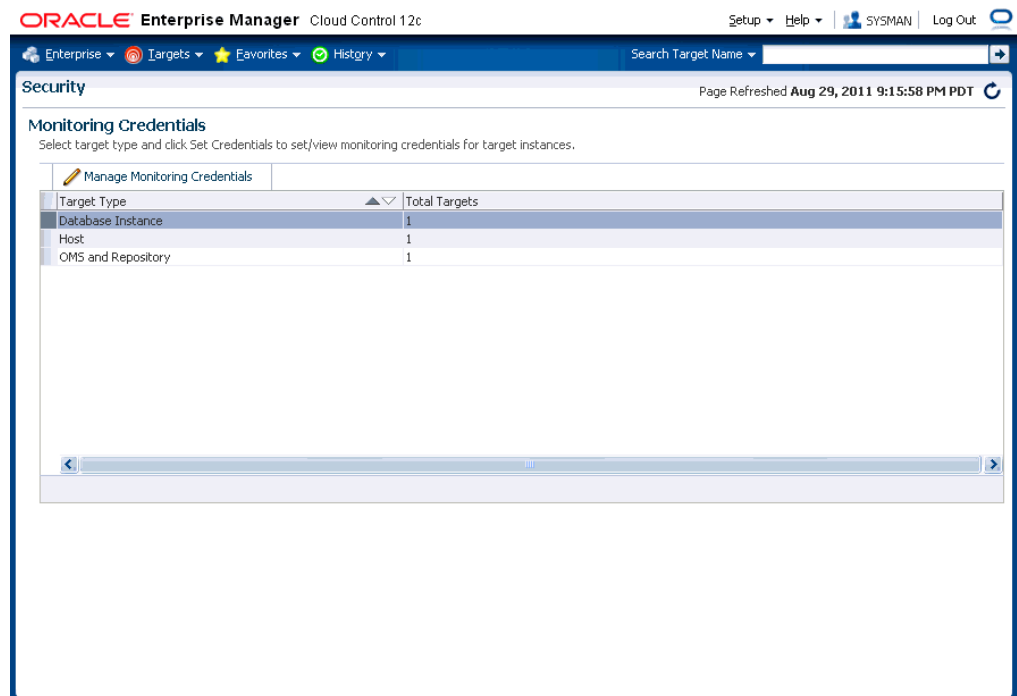 ORACLE Enterprise Manager Cloud Control 12c Setup Help SYSMAN Log Out
Enterprise Targets Favorites History Search Target Name
Security Page Refreshed Aug 29, 2011 9:15:58 PM PDT
Monitoring Credentials
Select target type and click Set Credentials to set/view monitoring credentials for target instances.
Manage Monitoring Credentials
Target Type Total Targets
Database Instance 1
Host 1
OMS and Repository 1